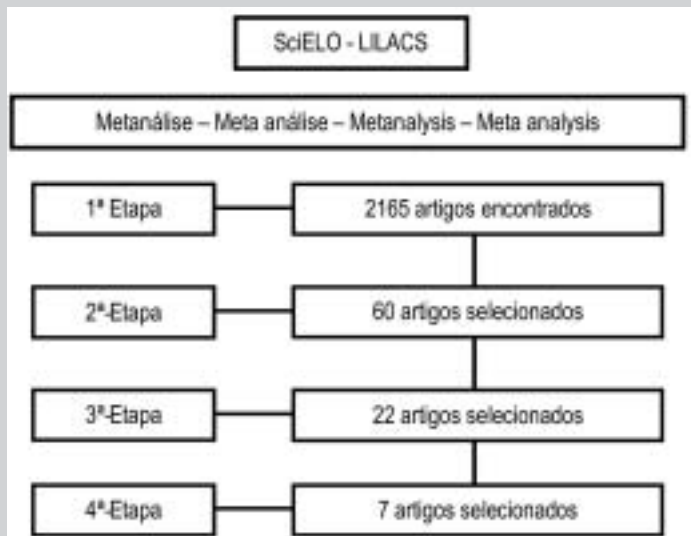 SciELO - LILACS
Metanálise – Meta análise – Metanalysis – Meta analysis
1ª Etapa
2165 artigos encontrados
2ª-Etapa
60 artigos selecionados
3ª-Etapa
22 artigos selecionados
4ª-Etapa
7 artigos selecionados